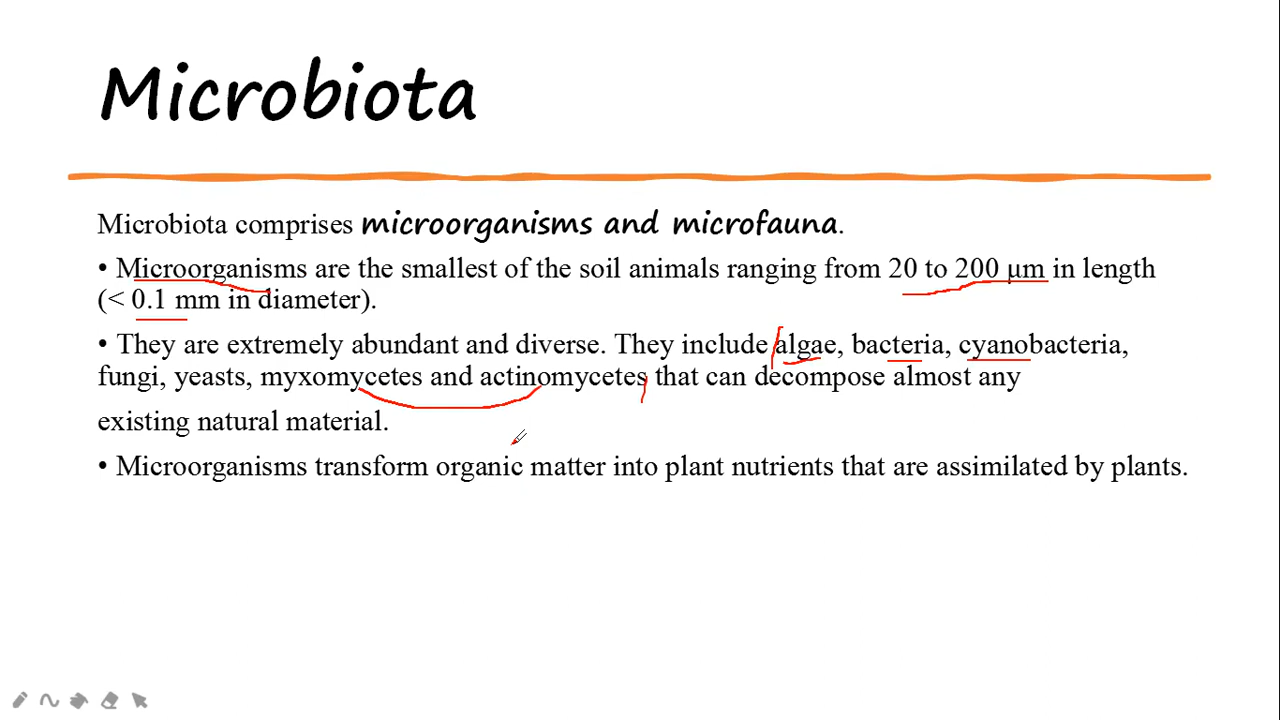 Microbiota
Microbiota comprises microorganisms and microfauna.
• Microorganisms are the smallest of the soil animals ranging from 20 to 200 μm in length
(< 0.1 mm in diameter).
• They are extremely abundant and diverse. They include algae, bacteria, cyanobacteria,
fungi, yeasts, myxomycetes and actinomycetes that can decompose almost any
existing natural material.
• Microorganisms transform organic matter into plant nutrients that are assimilated by plants.